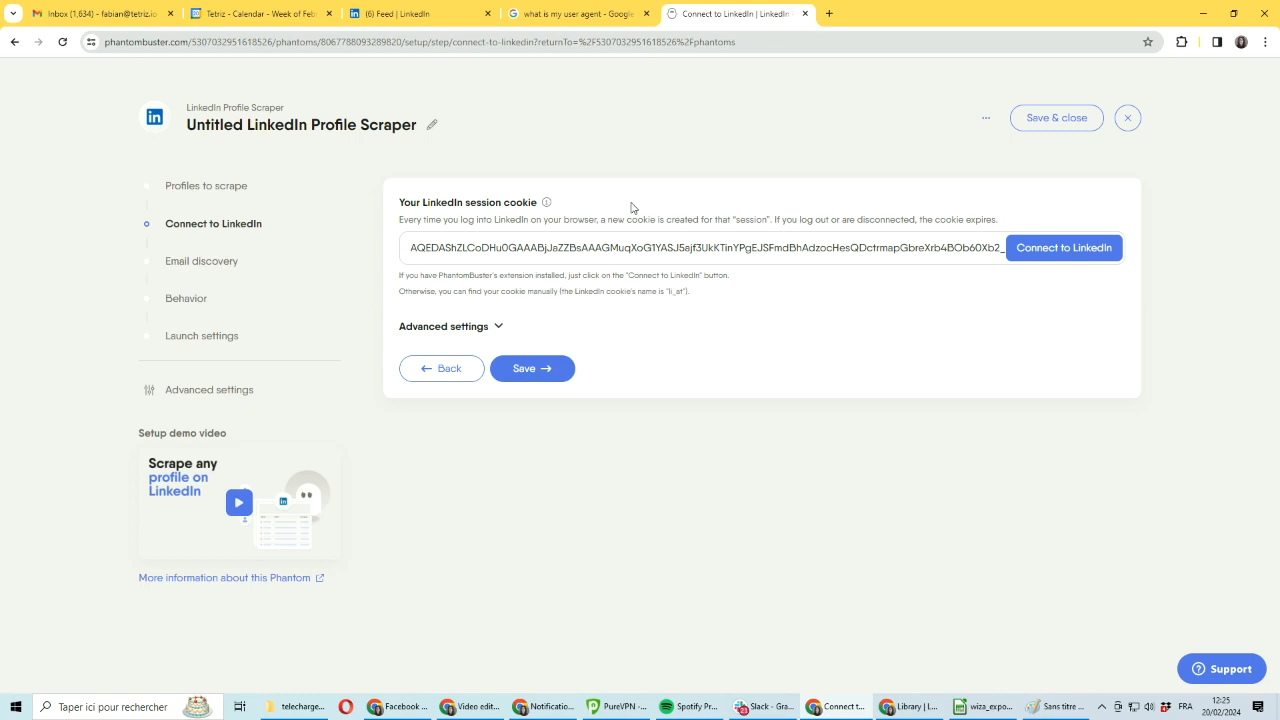 Inbox (1,634) - fabian@tetriz.io
Tetriz - Calendar - Week of Feb
(6) Feed | LinkedIn
what is my user agent - Google
Connect to LinkedIn | LinkedIn
phantombuster.com/5307032951618526/phantoms/8067788093289820/setup/step/connect-to-linkedin?returnTo=%2F5307032951618526%2Fphantoms
LinkedIn Profile Scraper
Untitled LinkedIn Profile Scraper
Save & close
Profiles to scrape
Connect to LinkedIn
Email discovery
Behavior
Launch settings
Advanced settings
Setup demo video
Scrape any
profile on
LinkedIn
More information about this Phantom
Your LinkedIn session cookie
Every time you log into LinkedIn on your browser, a new cookie is created for that "session". If you log out or are disconnected, the cookie expires.
Connect to LinkedIn
If you have PhantomBuster's extension installed, just click on the "Connect to LinkedIn" button.
Otherwise, you can find your cookie manually (the LinkedIn cookie's name is "li_at").
Advanced settings
← Back
Save →
Support
Taper ici pour rechercher
telecharge...
Facebook ...
Video edit...
Notificatio...
PurePVN -...
Spotify Pr...
Slack - Gra...
Connect t...
Library | L...
wiza_expo...
Sans titre ...
FRA
12:25
20/02/2024